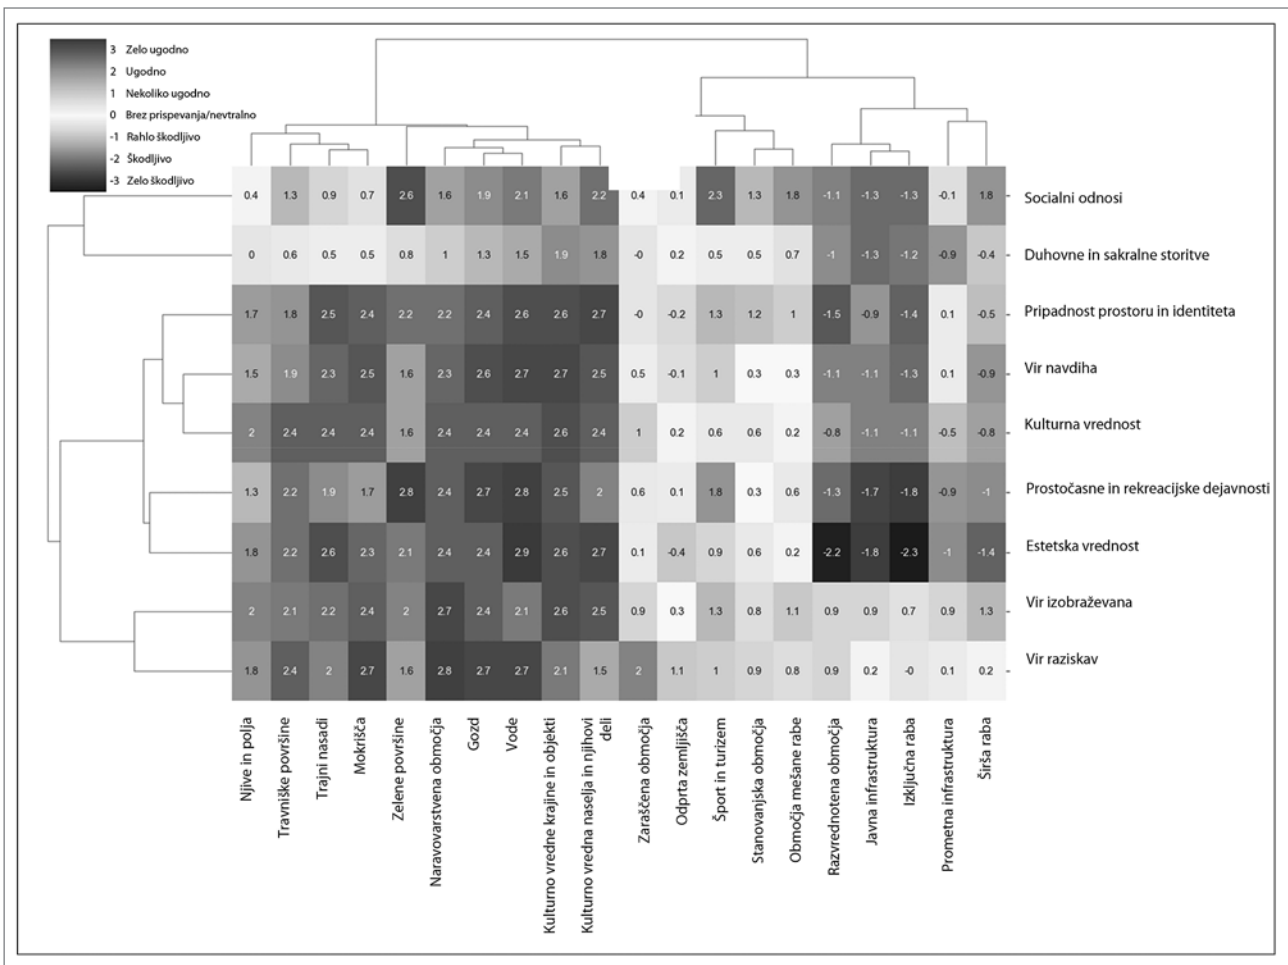 3 Zelo ugodno
2 Ugodno
1 Nekoliko ugodno
0 Brez prispevanja/nevtralno
-1 Rahlo škodljivo
-2 Škodljivo
-3 Zelo škodljivo
0.4 1.3 0.9 0.7 2.6 1.6 1.9 2.1 1.6 2.2 0.4 0.1 2.3 1.3 1.8 -1.1 -1.3 -1.3 -0.1 1.8 Socialni odnosi
0 0.6 0.5 0.5 0.8 1 1.3 1.5 1.9 1.8 -0 0.2 0.5 0.5 0.7 -1 -1.3 -1.2 -0.9 -0.4 Duhovne in sakralne storitve
1.7 1.8 2.5 2.4 2.2 2.2 2.4 2.6 2.6 2.7 -0 -0.2 1.3 1.2 1 -1.5 -0.9 -1.4 0.1 -0.5 Pripadnost prostoru in identiteta
1.5 1.9 2.3 2.5 1.6 2.3 2.6 2.7 2.7 2.5 0.5 -0.1 1 0.3 0.3 -1.1 -1.1 -1.3 0.1 -0.9 Vir navdiha
2 2.4 2.4 2.4 1.6 2.4 2.4 2.4 2.6 2.4 1 0.2 0.6 0.6 0.2 -0.8 -1.1 -1.1 -0.5 -0.8 Kulturna vrednost
1.3 2.2 1.9 1.7 2.8 2.4 2.7 2.8 2.5 2 0.6 0.1 1.8 0.3 0.6 -1.3 -1.7 -1.8 -0.9 -1 Prostočasne in rekreacijske dejavnosti
1.8 2.2 2.6 2.3 2.1 2.4 2.4 2.9 2.6 2.7 0.1 -0.4 0.9 0.6 0.2 -2.2 -1.8 -2.3 -1 -1.4 Estetska vrednost
2 2.1 2.2 2.4 2 2.7 2.4 2.1 2.6 2.5 0.9 0.3 1.3 0.8 1.1 0.9 0.9 0.7 0.9 1.3 Vir izobraževana
1.8 2.4 2 2.7 1.6 2.8 2.7 2.7 2.1 1.5 2 1.1 1 0.9 0.8 0.9 0.2 -0 0.1 0.2 Vir raziskav
Njive in polja
Travniške površine
Trajni nasadi
Mokrišča
Zelene površine
Naravovarstvena območja
Gozd
Vode
Kulturno vredne krajine in objekti
Kulturno vredna naselja in njihovi
deli
Zaraščena območja
Odprta zemljišča
Šport in turizem
Stanovanjska območja
Območja mešane rabe
Razvrednotena območja
Javna infrastruktura
Izključna raba
Prometna infrastruktura
Širša raba